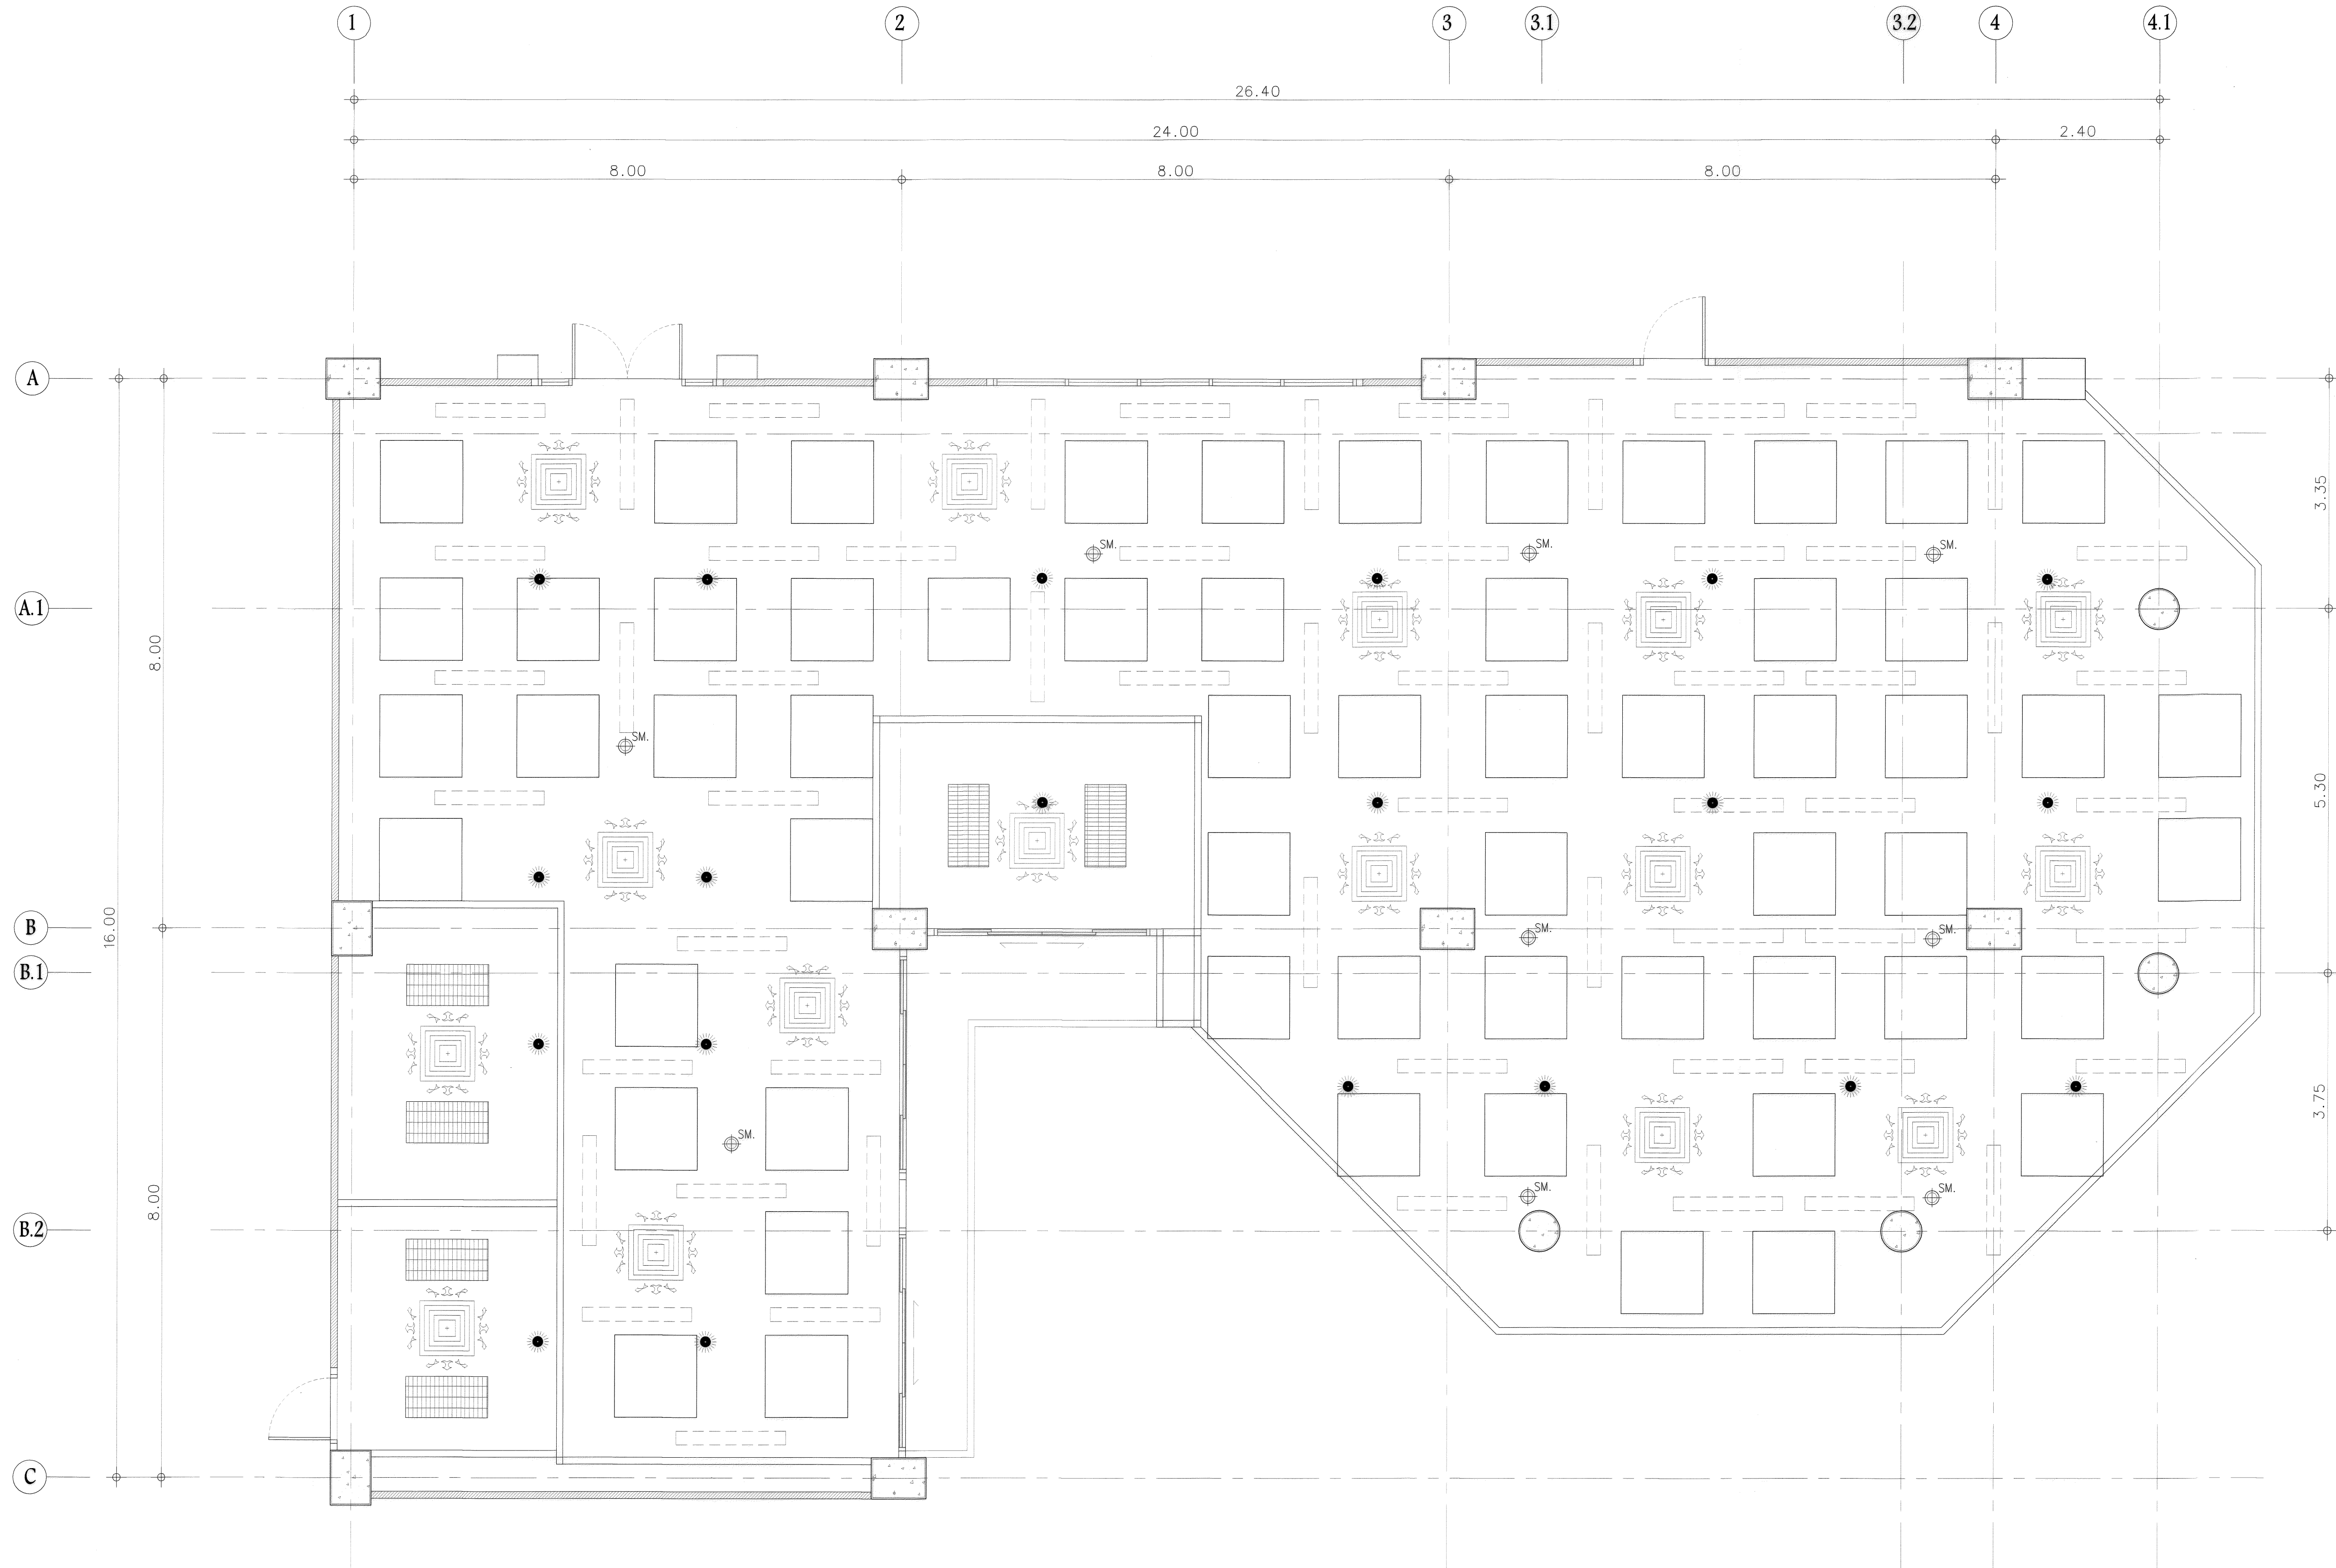 1 2 3 3.1 3.2 4 4.1
26.40
24.00 2.40
8.00 8.00 8.00
A
3.35
SM. SM. SM.
A.1
8.00
SM.
5.30
16.00
B
SM. SM.
B.1
3.75
SM.
8.00
SM. SM.
B.2
C